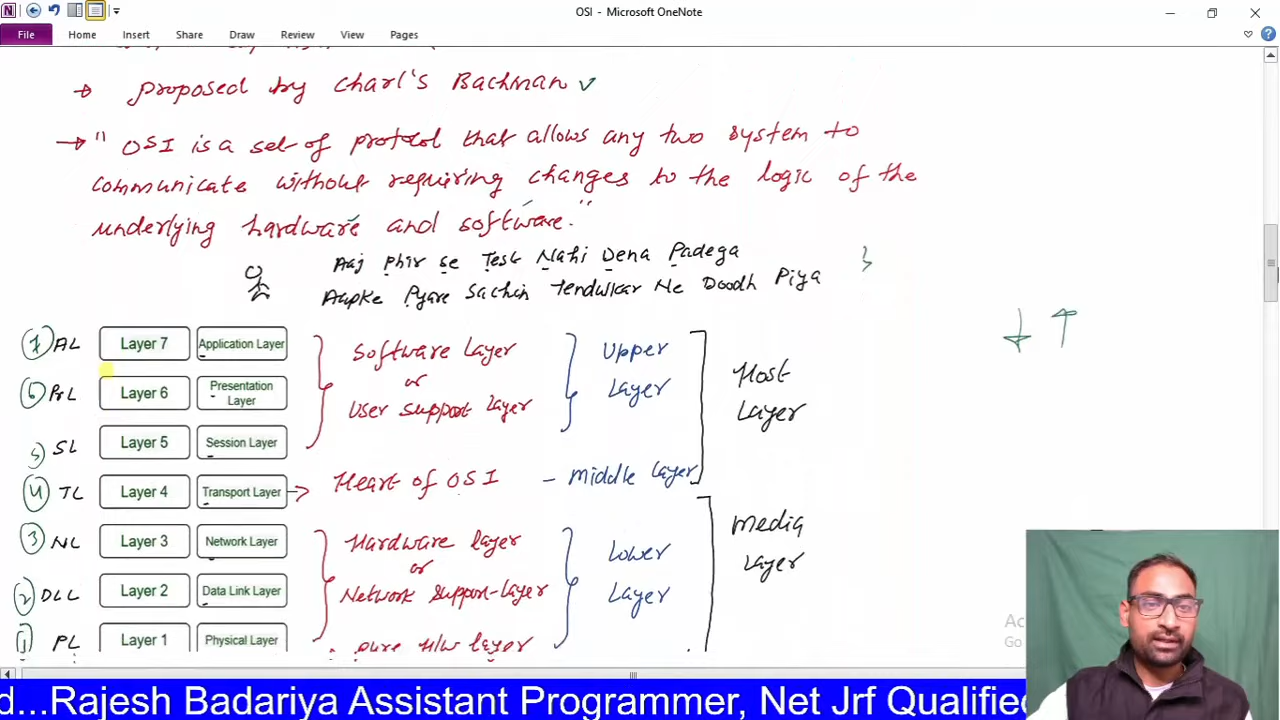 OSI - Microsoft OneNote
File Home Insert Share Draw Review View Pages
→ proposed by Charl's Bachman ✓
→ " OSI is a set of protocol that allows any two system to
communicate without requiring changes to the logic of the
underlying hardware and software."
Aaj Phir se Test Nahi Dena Padega
Aapke Pyare Sachin Tendulkar Ne Doodh Piya
7 AL Layer 7 Application Layer
6 PrL Layer 6 Presentation Layer
5 SL Layer 5 Session Layer
4 TL Layer 4 Transport Layer
3 NL Layer 3 Network Layer
2 DLL Layer 2 Data Link Layer
1 PL Layer 1 Physical Layer
Software Layer
or
User support Layer
Upper
Layer
Host
Layer
Heart of OSI - Middle Layer
Hardware layer
or
Network support-Layer
pure H/w layer
Lower
Layer
Media
Layer
d...Rajesh Badariya Assistant Programmer, Net Jrf Qualified